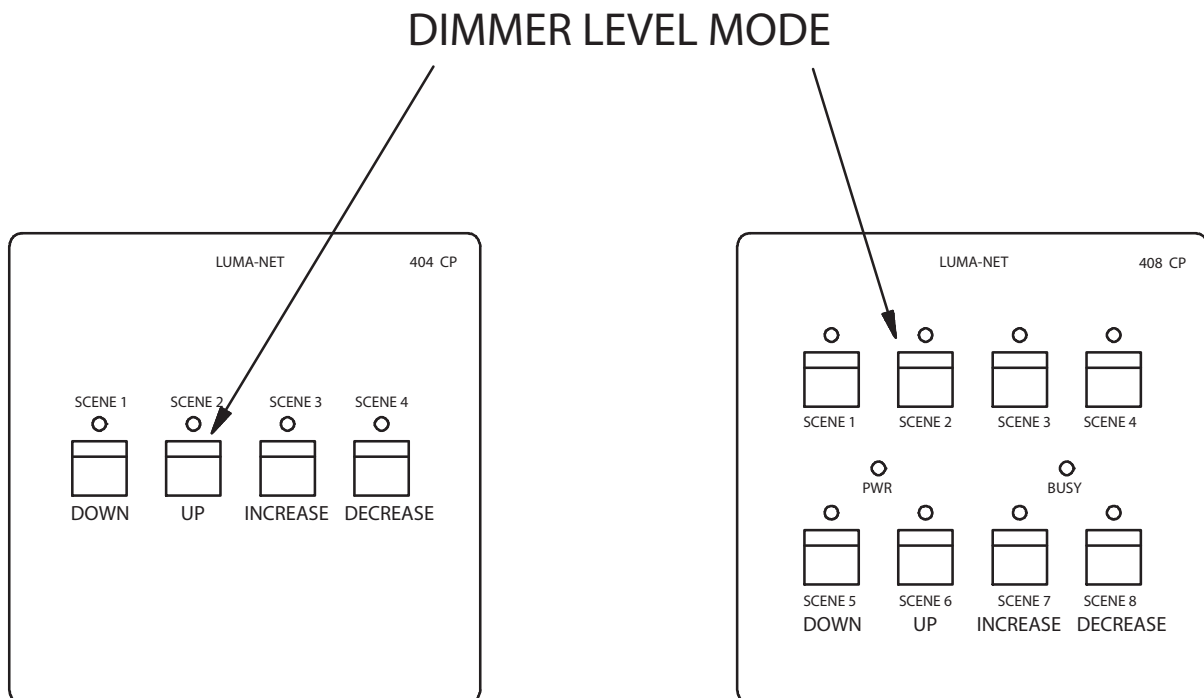 DIMMER LEVEL MODE
LUMA-NET 404 CP
SCENE 1 SCENE 2 SCENE 3 SCENE 4
DOWN UP INCREASE DECREASE
LUMA-NET 408 CP
SCENE 1 SCENE 2 SCENE 3 SCENE 4
PWR BUSY
SCENE 5 SCENE 6 SCENE 7 SCENE 8
DOWN UP INCREASE DECREASE